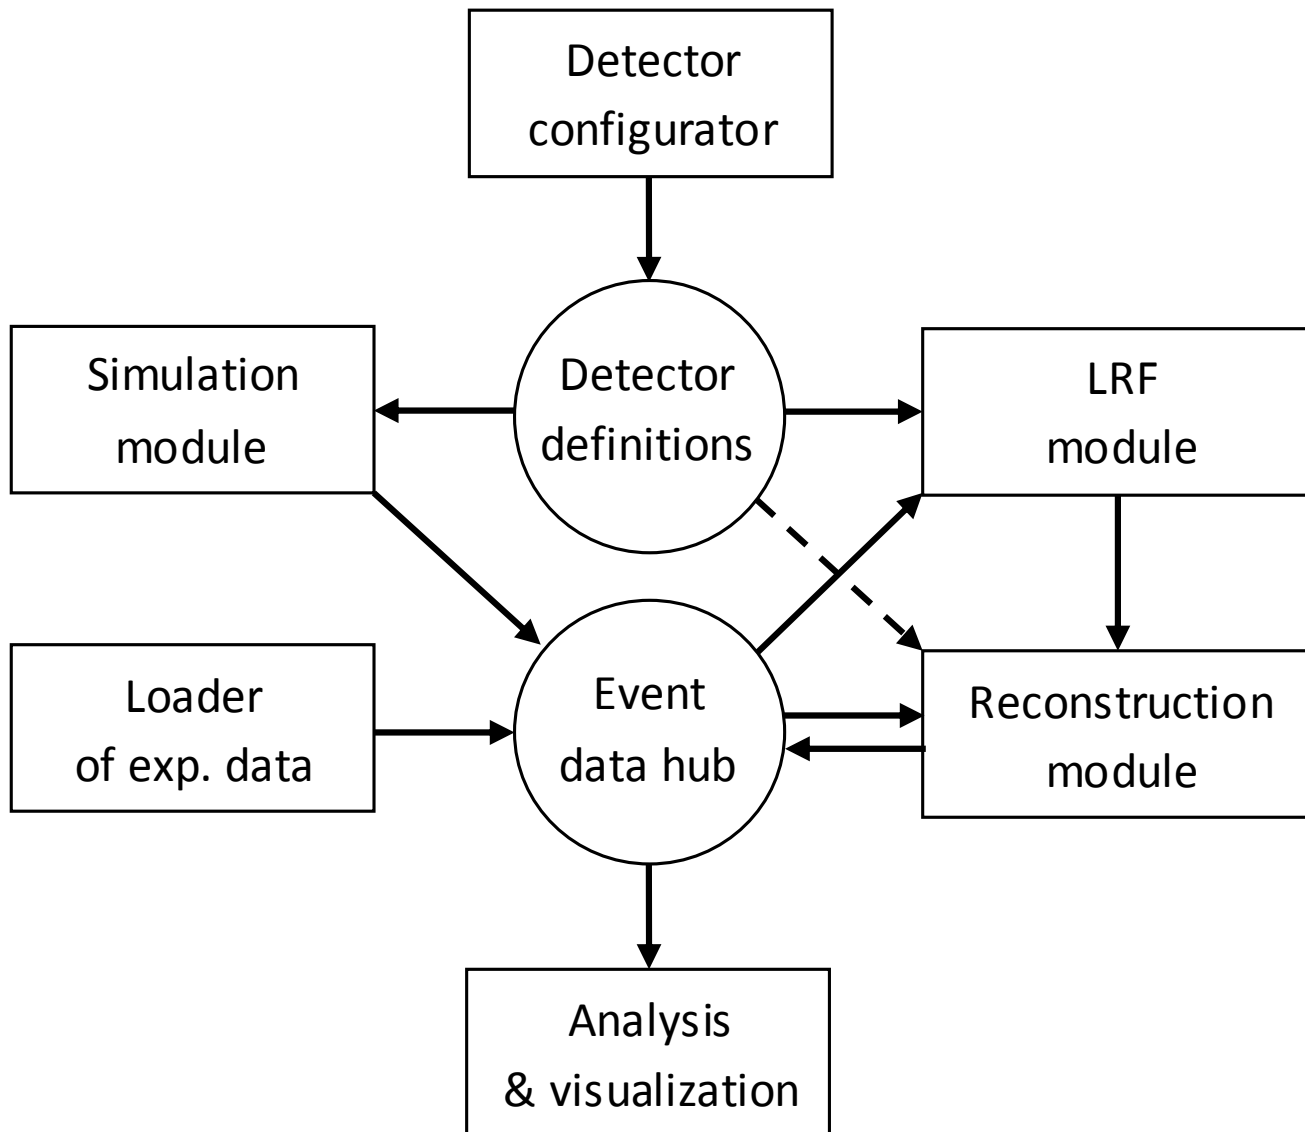 Detector
configurator
Simulation
module
Detector
definitions
LRF
module
Loader
of exp. data
Event
data hub
Reconstruction
module
Analysis
& visualization